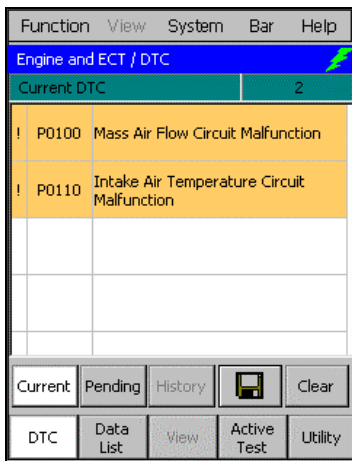 Function View System Bar Help
Engine and ECT / DTC
Current DTC 2
! P0100 Mass Air Flow Circuit Malfunction
! P0110 Intake Air Temperature Circuit
Malfunction
Current Pending History Clear
DTC Data List View Active Test Utility